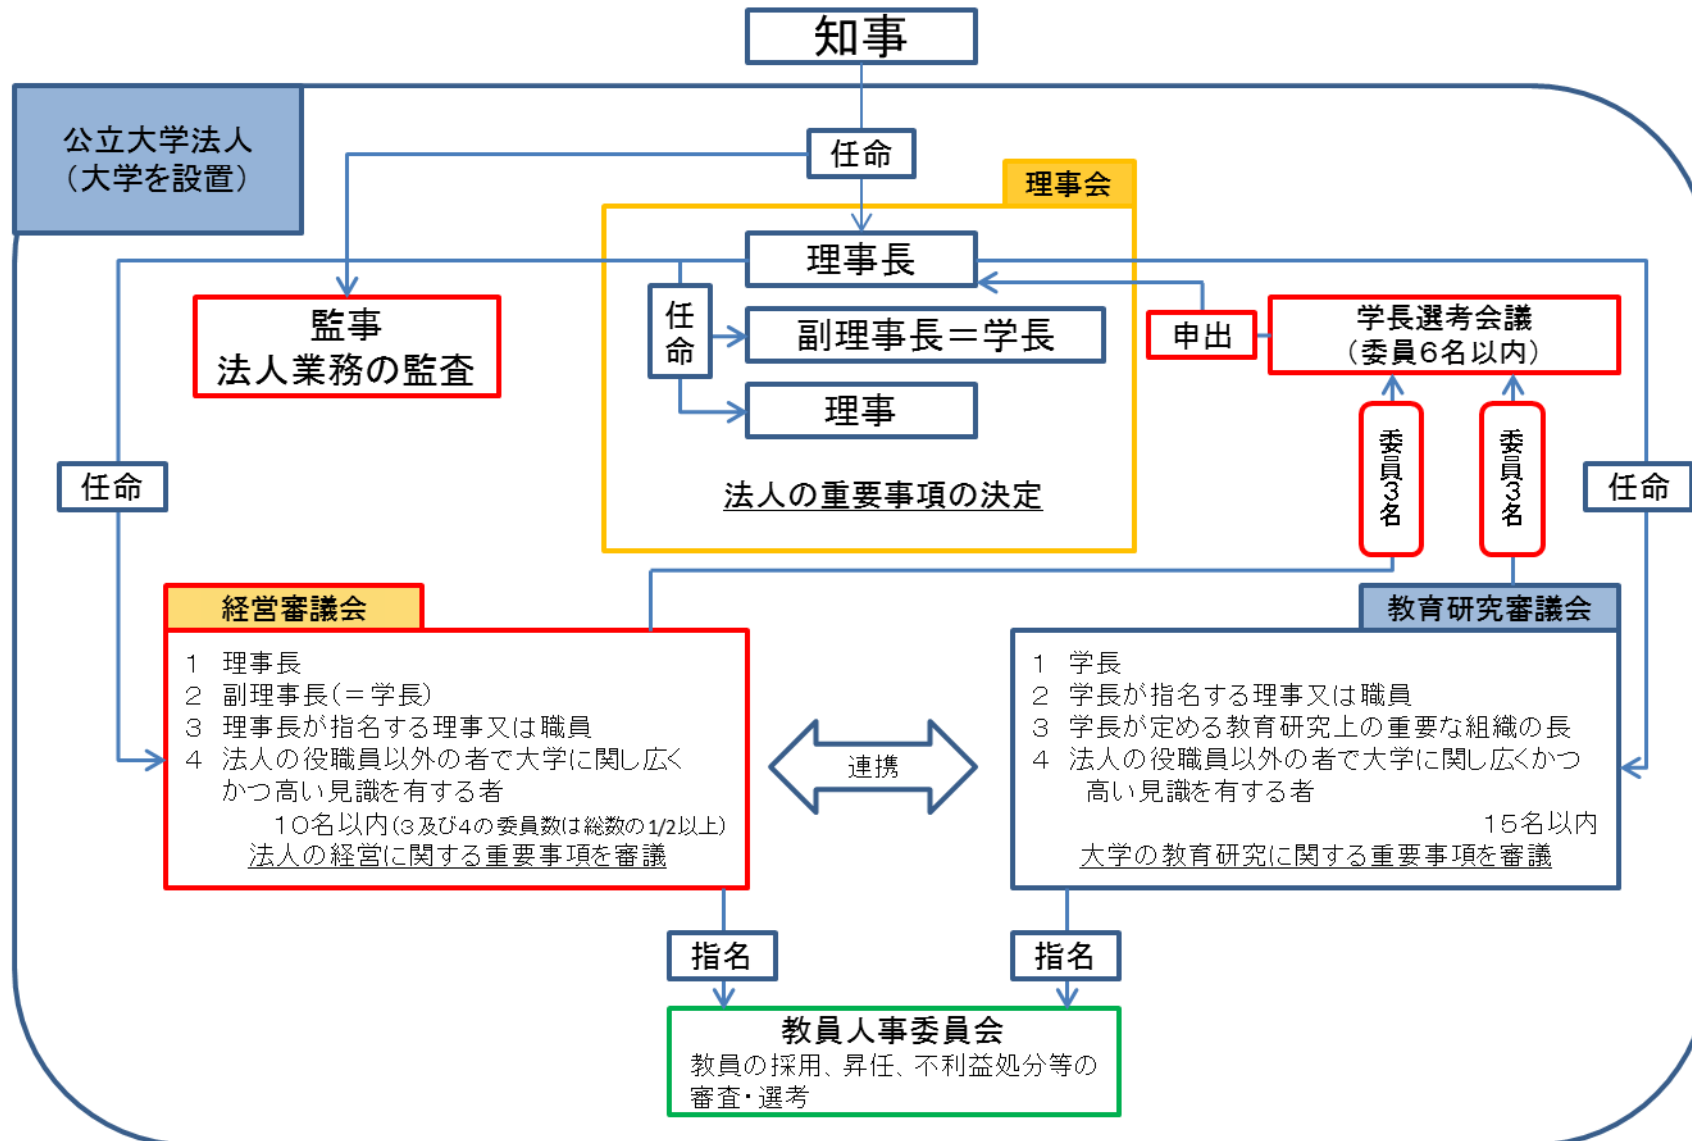 知事
公立大学法人
（大学を設置）
任命
理事会
理事長
監事
法人業務の監査
任命
副理事長＝学長
理事
法人の重要事項の決定
申出
学長選考会議
（委員６名以内）
委員３名
委員３名
任命
任命
経営審議会
１ 理事長
２ 副理事長(＝学長)
３ 理事長が指名する理事又は職員
４ 法人の役職員以外の者で大学に関し広く
かつ高い見識を有する者
１０名以内(３及び４の委員数は総数の1/2以上)
法人の経営に関する重要事項を審議
連携
教育研究審議会
１ 学長
２ 学長が指名する理事又は職員
３ 学長が定める教育研究上の重要な組織の長
４ 法人の役職員以外の者で大学に関し広くかつ
高い見識を有する者
１５名以内
大学の教育研究に関する重要事項を審議
指名
指名
教員人事委員会
教員の採用、昇任、不利益処分等の
審査・選考